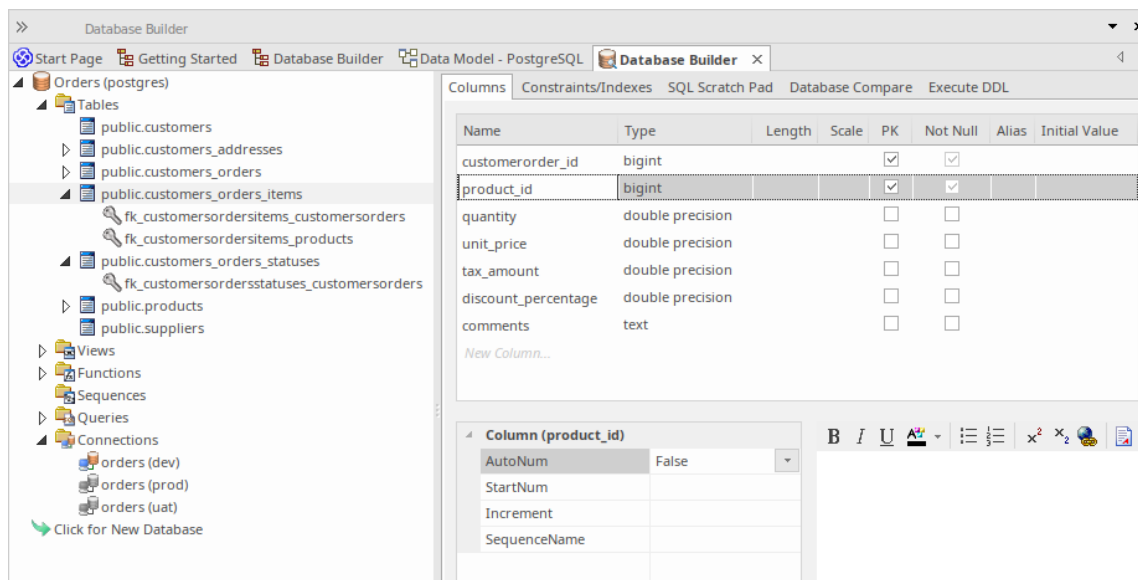 Database Builder
Start Page Getting Started Database Builder Data Model - PostgreSQL Database Builder
Orders (postgres)
Tables
public.customers
public.customers_addresses
public.customers_orders
public.customers_orders_items
fk_customersordersitems_customersorders
fk_customersordersitems_products
public.customers_orders_statuses
fk_customersordersstatuses_customersorders
public.products
public.suppliers
Views
Functions
Sequences
Queries
Connections
orders (dev)
orders (prod)
orders (uat)
Click for New Database
Columns Constraints/Indexes SQL Scratch Pad Database Compare Execute DDL
Name Type Length Scale PK Not Null Alias Initial Value
customerorder_id bigint
product_id bigint
quantity double precision
unit_price double precision
tax_amount double precision
discount_percentage double precision
comments text
New Column...
Column (product_id)
AutoNum False
StartNum
Increment
SequenceName
B I U x² x₂